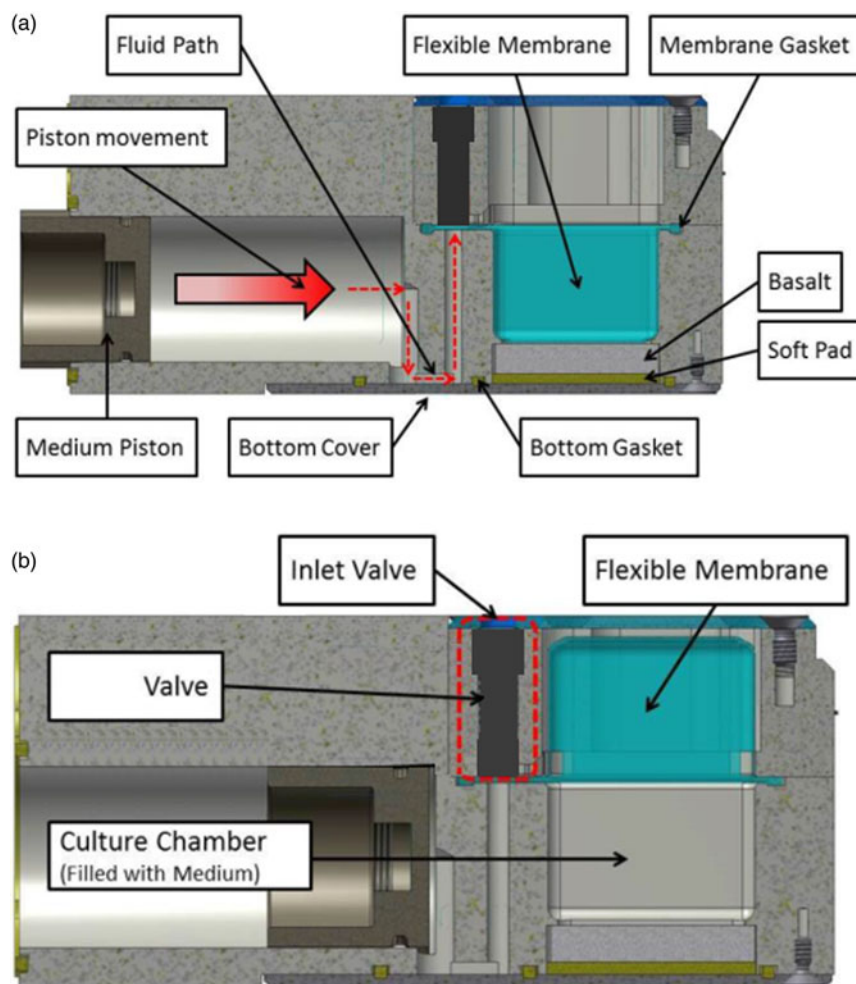 (a)
Fluid Path
Flexible Membrane
Membrane Gasket
Piston movement
Basalt
Soft Pad
Medium Piston
Bottom Cover
Bottom Gasket
(b)
Inlet Valve
Flexible Membrane
Valve
Culture Chamber
(Filled with Medium)